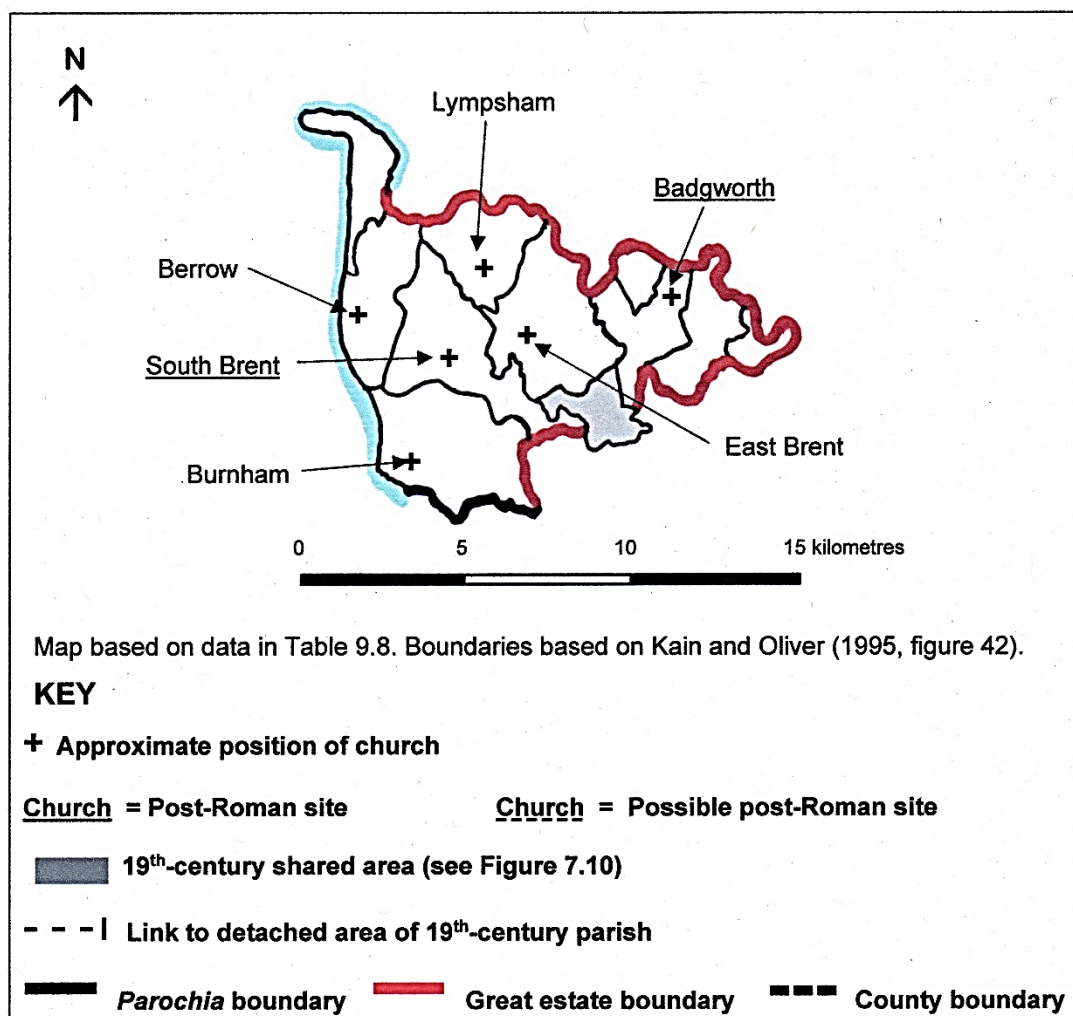 N
Lympsham
Badgworth
Berrow
South Brent
East Brent
Burnham
0 5 10 15 kilometres
Map based on data in Table 9.8. Boundaries based on Kain and Oliver (1995, figure 42).
KEY
+ Approximate position of church
Church = Post-Roman site Church = Possible post-Roman site
19th-century shared area (see Figure 7.10)
Link to detached area of 19th-century parish
Parochia boundary Great estate boundary County boundary